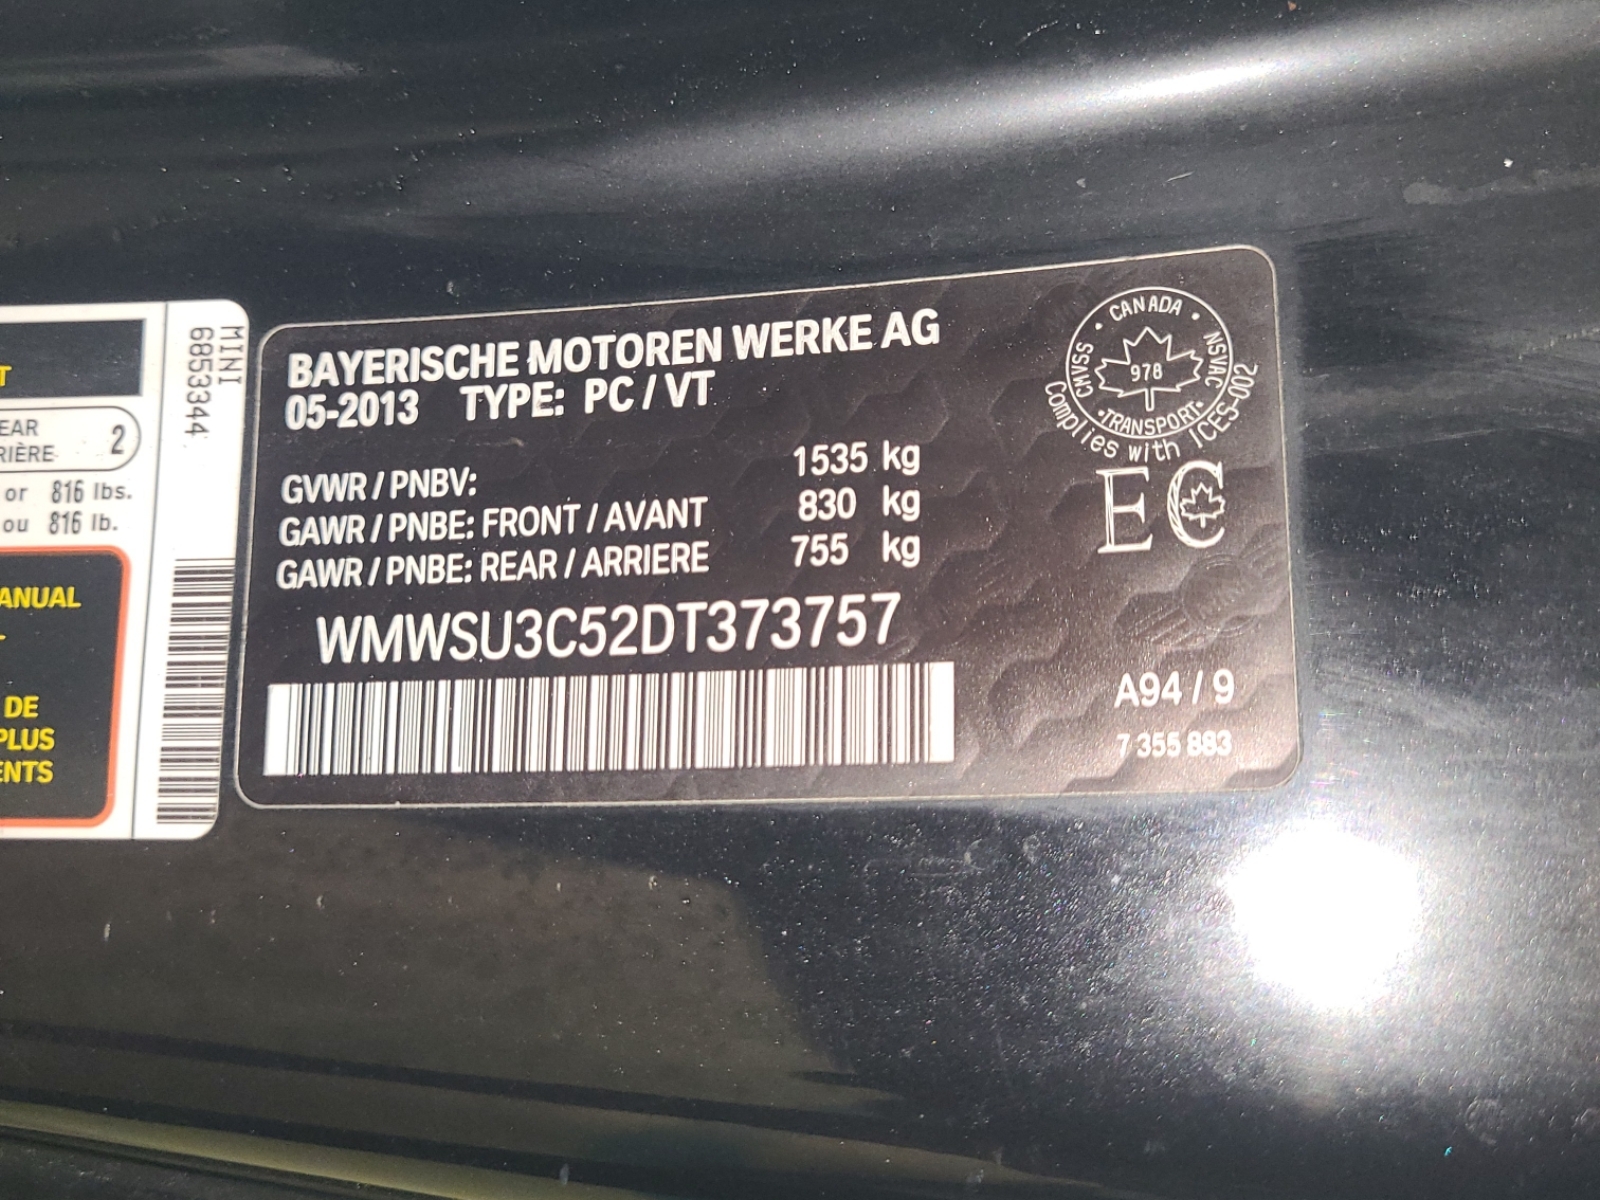 T
EAR
RIÈRE 2
or 816 lbs.
ou 816 lb.
ANUAL
DE
PLUS
ENTS
MINI
6853344
BAYERISCHE MOTOREN WERKE AG
05-2013 TYPE: PC / VT
GVWR / PNBV: 1535 kg
GAWR / PNBE: FRONT / AVANT 830 kg
GAWR / PNBE: REAR / ARRIERE 755 kg
WMWSU3C52DT373757
CANADA
CMVSS
978
NSVAC
TRANSPORT
Complies with ICES-002
EC
A94 / 9
7 355 883